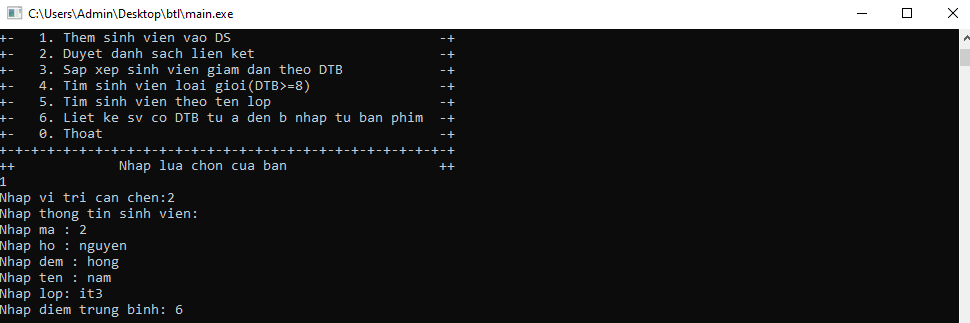 C:\Users\Admin\Desktop\btl\main.exe
+-   1. Them sinh vien vao DS                          -+
+-   2. Duyet danh sach lien ket                       -+
+-   3. Sap xep sinh vien giam dan theo DTB            -+
+-   4. Tim sinh vien loai gioi(DTB>=8)                -+
+-   5. Tim sinh vien theo ten lop                     -+
+-   6. Liet ke sv co DTB tu a den b nhap tu ban phim  -+
+-   0. Thoat                                          -+
+-+-+-+-+-+-+-+-+-+-+-+-+-+-+-+-+-+-+-+-+-+-+-+-+-+-+-+-+
++             Nhap lua chon cua ban                   ++
1
Nhap vi tri can chen:2
Nhap thong tin sinh vien:
Nhap ma : 2
Nhap ho : nguyen
Nhap dem : hong
Nhap ten : nam
Nhap lop: it3
Nhap diem trung binh: 6